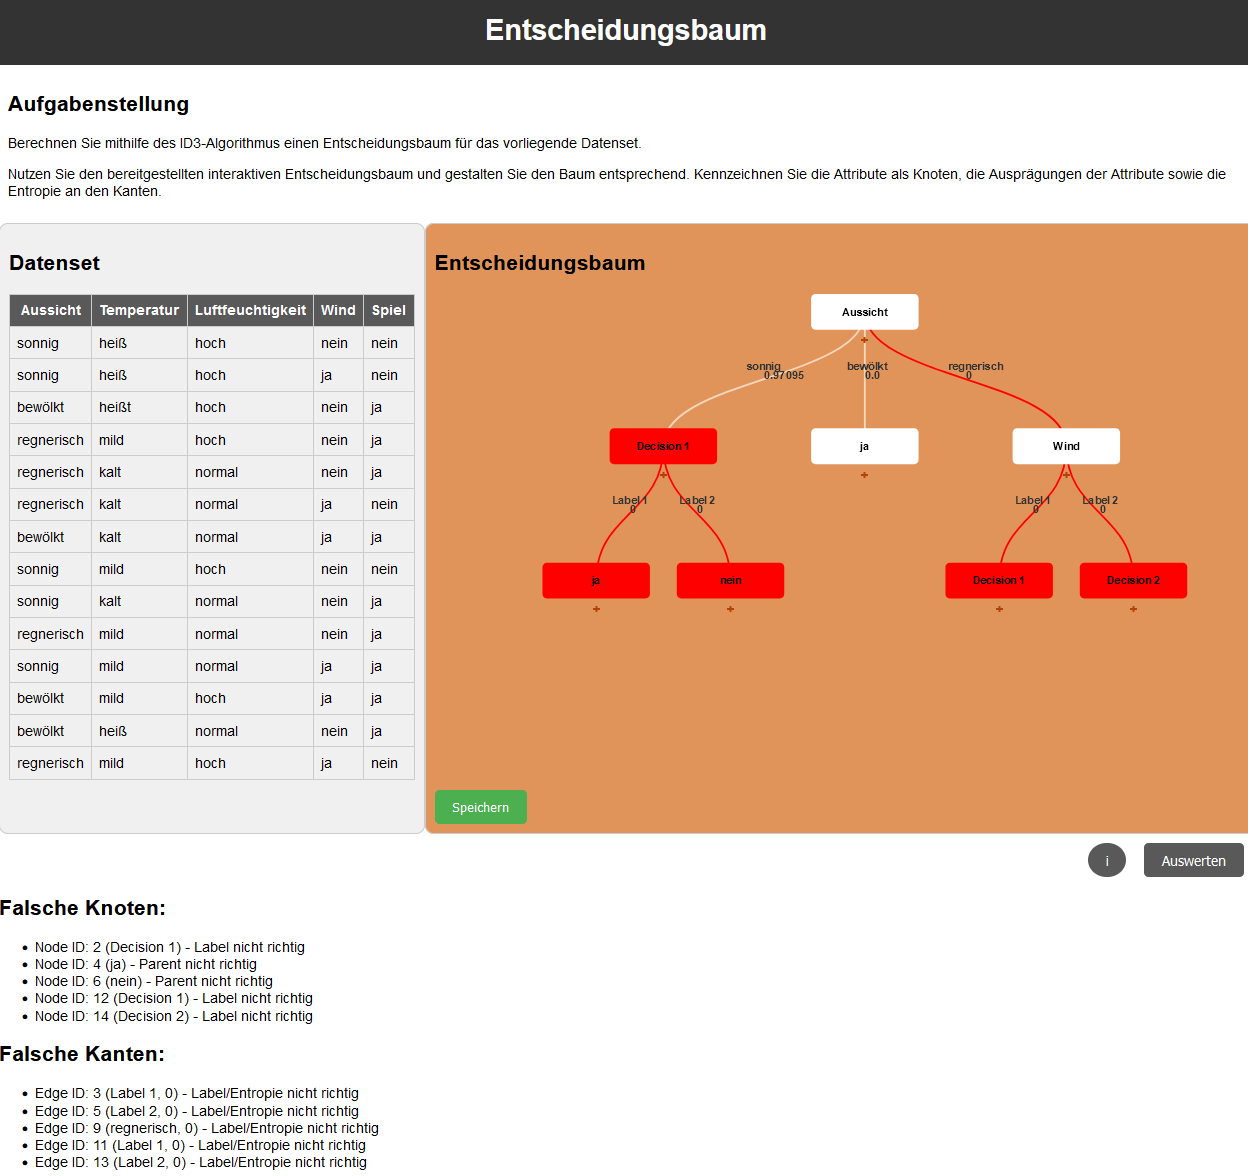 Entscheidungsbaum
Aufgabenstellung
Berechnen Sie mithilfe des ID3-Algorithmus einen Entscheidungsbaum für das vorliegende Datenset.
Nutzen Sie den bereitgestellten interaktiven Entscheidungsbaum und gestalten Sie den Baum entsprechend. Kennzeichnen Sie die Attribute als Knoten, die Ausprägungen der Attribute sowie die
Entropie an den Kanten.
Datenset
Aussicht Temperatur Luftfeuchtigkeit Wind Spiel
sonnig heiß hoch nein nein
sonnig heiß hoch ja nein
bewölkt heißt hoch nein ja
regnerisch mild hoch nein ja
regnerisch kalt normal nein ja
regnerisch kalt normal ja nein
bewölkt kalt normal ja ja
sonnig mild hoch nein nein
sonnig kalt normal nein ja
regnerisch mild normal nein ja
sonnig mild normal ja ja
bewölkt mild hoch ja ja
bewölkt heiß normal nein ja
regnerisch mild hoch ja nein
Entscheidungsbaum
Aussicht
+
sonnig bewölkt regnerisch
0.97095 0.0 0
Decision 1 ja Wind
+ + +
Label 1 Label 2 Label 1 Label 2
0 0 0 0
ja nein Decision 1 Decision 2
+ + + +
Speichern
i Auswerten
Falsche Knoten:
• Node ID: 2 (Decision 1) - Label nicht richtig
• Node ID: 4 (ja) - Parent nicht richtig
• Node ID: 6 (nein) - Parent nicht richtig
• Node ID: 12 (Decision 1) - Label nicht richtig
• Node ID: 14 (Decision 2) - Label nicht richtig
Falsche Kanten:
• Edge ID: 3 (Label 1, 0) - Label/Entropie nicht richtig
• Edge ID: 5 (Label 2, 0) - Label/Entropie nicht richtig
• Edge ID: 9 (regnerisch, 0) - Label/Entropie nicht richtig
• Edge ID: 11 (Label 1, 0) - Label/Entropie nicht richtig
• Edge ID: 13 (Label 2, 0) - Label/Entropie nicht richtig